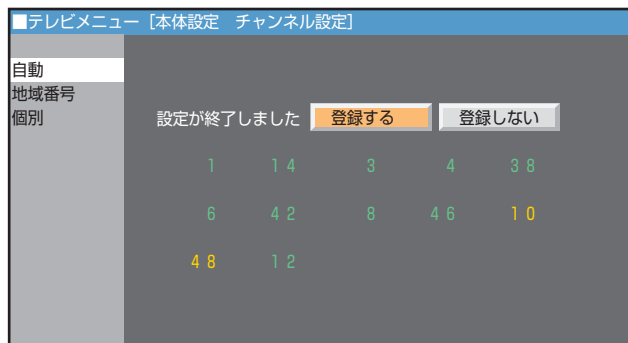 ■テレビメニュー [本体設定　チャンネル設定]
自動
地域番号
個別
設定が終了しました　登録する　登録しない
1　14　3　4　38
6　42　8　46　10
48　12